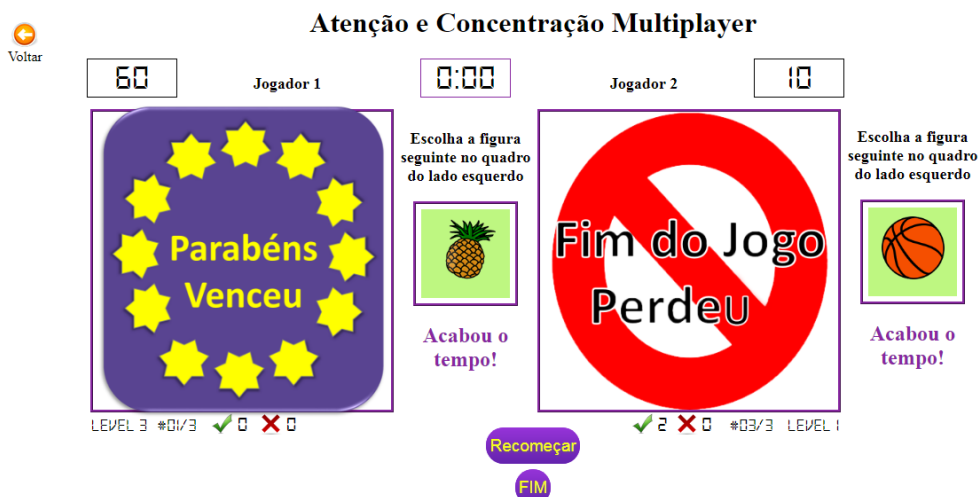 Atenção e Concentração Multiplayer
Voltar
60
Jogador 1
0:00
Jogador 2
10
Parabéns
Venceu
Escolha a figura
seguinte no quadro
do lado esquerdo
Acabou o
tempo!
Fim do Jogo
Perdeu
Escolha a figura
seguinte no quadro
do lado esquerdo
Acabou o
tempo!
LEVEL 3 #01/3 0 0
2 0 #03/3 LEVEL 1
Recomeçar
FIM